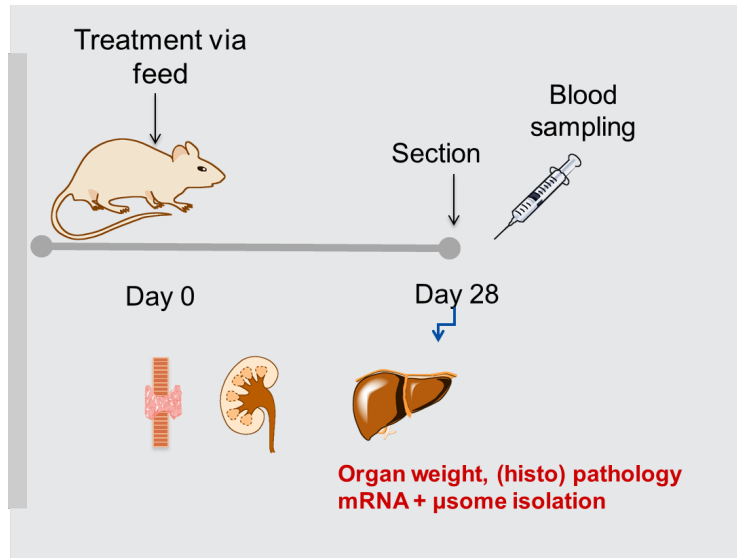 Treatment via
feed
Blood
sampling
Section
Day 0
Day 28
Organ weight, (histo) pathology
mRNA + µsome isolation